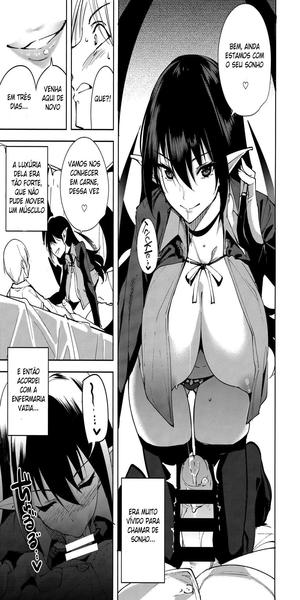 BEM, AINDA
ESTAMOS COM
O SEU SONHO
♡
QUE?!
VENHA
AQUI DE
NOVO
EM TRÊS
DIAS...
VAMOS NOS
CONHECER
EM CARNE,
DESSA VEZ
♡
A LUXÚRIA
DELA ERA
TÃO FORTE,
QUE NÃO
PUDE MOVER
UM MÚSCULO
E ENTÃO
ACORDEI
COM A
ENFERMARIA
VAZIA...
ERA MUITO
VÍVIDO PARA
CHAMAR DE
SONHO...